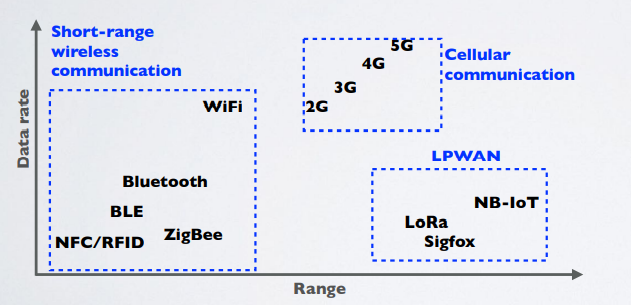 Short-range
wireless
communication
5G
4G
3G
2G
Cellular
communication
WiFi
Data rate
LPWAN
Bluetooth
BLE
ZigBee
NFC/RFID
NB-IoT
LoRa
Sigfox
Range